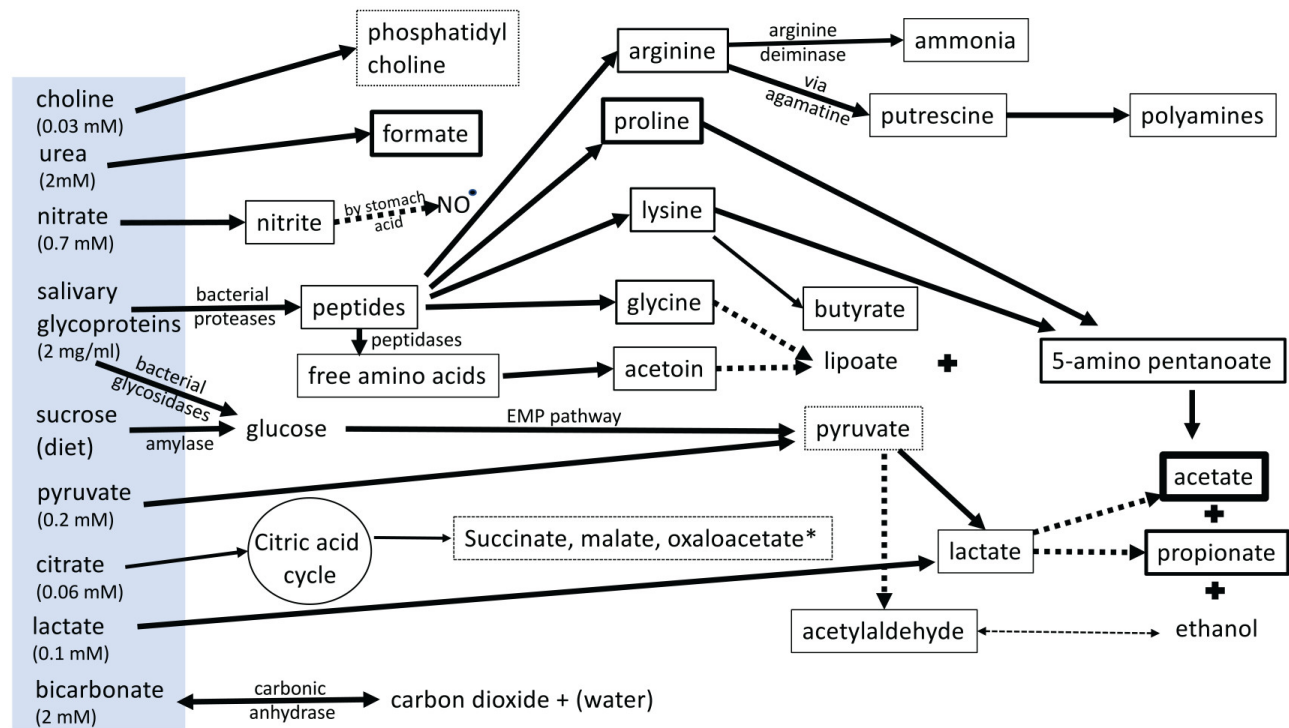 phosphatidyl
choline
choline
(0.03 mM)
urea
(2mM)
formate
nitrate
(0.7 mM)
nitrite
by stomach
acid
NO•
arginine
arginine
deiminase
ammonia
via
agamatine
putrescine
polyamines
proline
lysine
salivary
glycoproteins
(2 mg/ml)
bacterial
proteases
peptides
glycine
butyrate
peptidases
free amino acids
acetoin
lipoate
+
5-amino pentanoate
bacterial
glycosidases
sucrose
(diet)
amylase
glucose
EMP pathway
pyruvate
acetate
+
pyruvate
(0.2 mM)
citrate
(0.06 mM)
Citric acid
cycle
Succinate, malate, oxaloacetate*
lactate
propionate
+
lactate
(0.1 mM)
acetylaldehyde
ethanol
bicarbonate
(2 mM)
carbonic
anhydrase
carbon dioxide + (water)